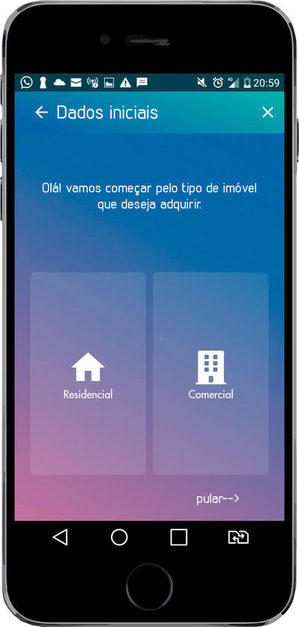 20:59
Dados iniciais
Olá! vamos começar pelo tipo de imóvel
que deseja adquirir.
Residencial
Comercial
pular-->